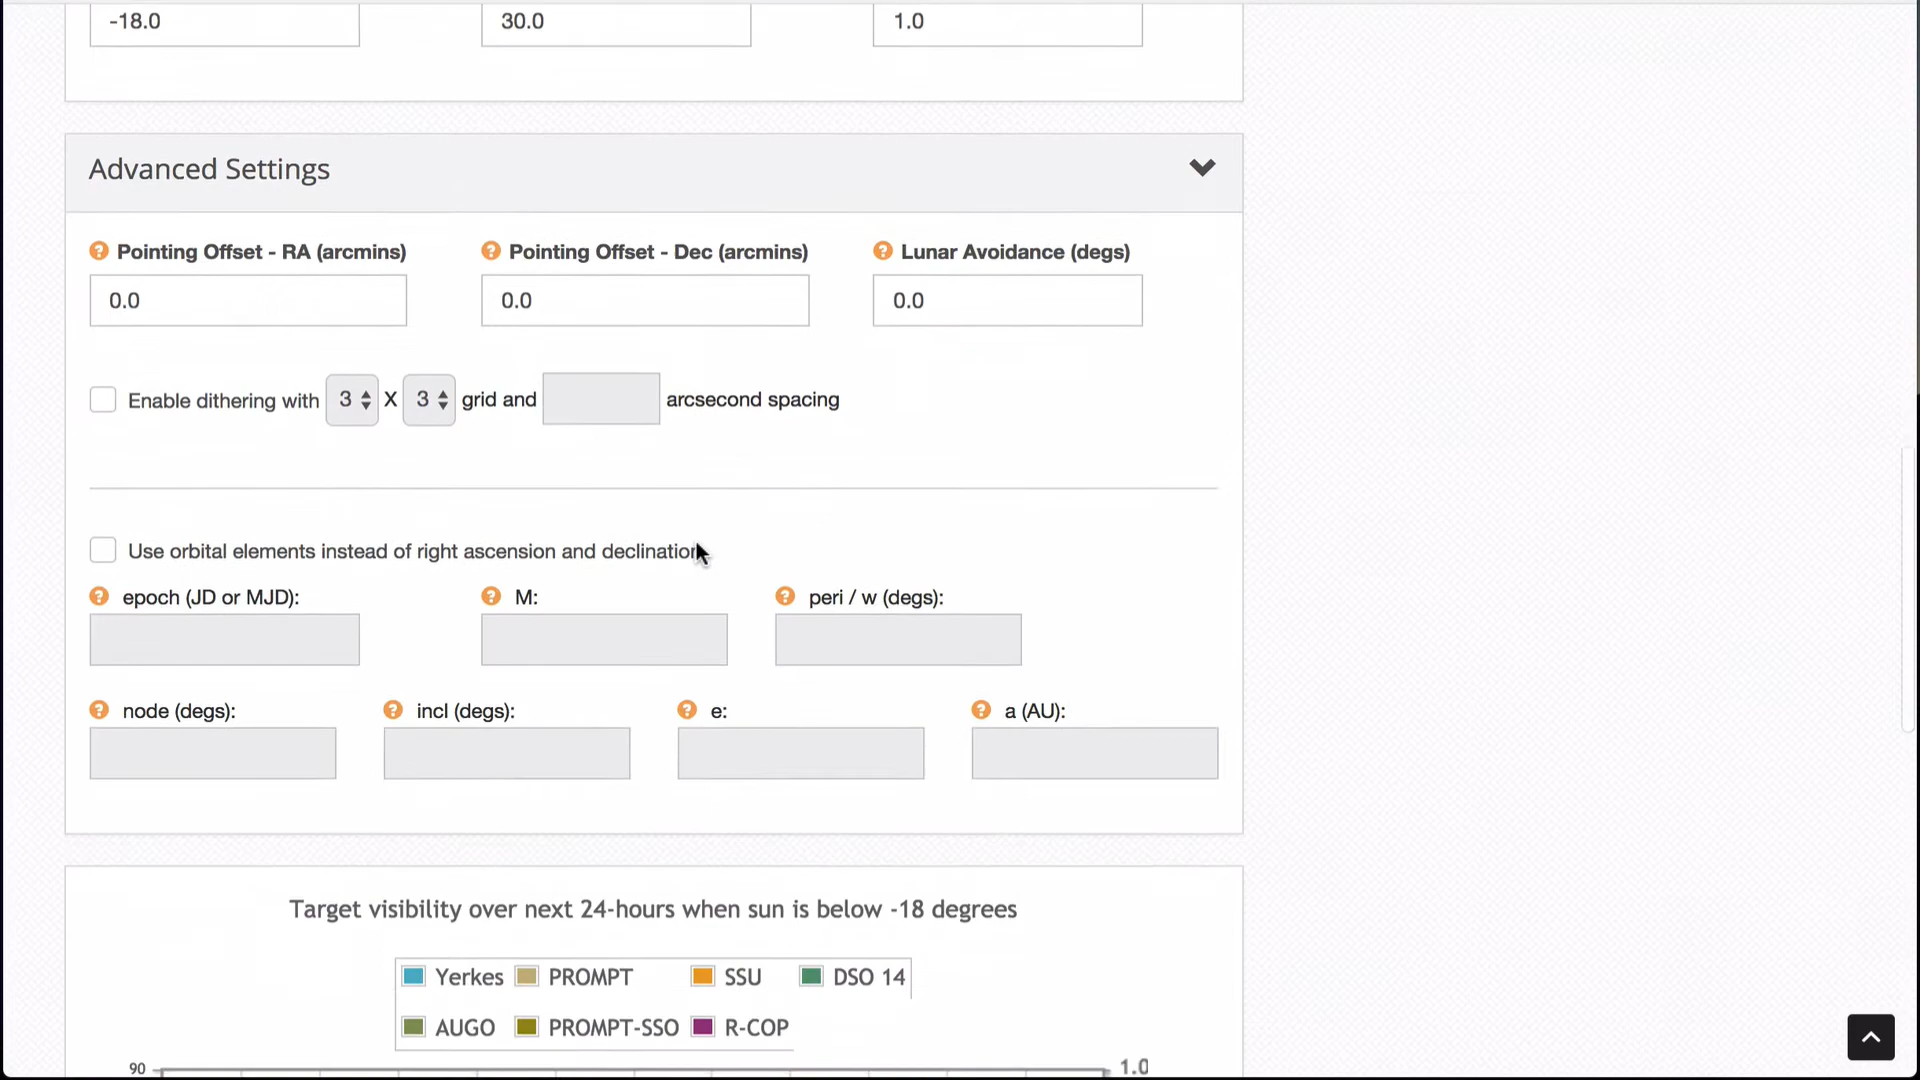 -18.0 30.0 1.0
Advanced Settings
Pointing Offset - RA (arcmins) Pointing Offset - Dec (arcmins) Lunar Avoidance (degs)
0.0 0.0 0.0
Enable dithering with 3 X 3 grid and arcsecond spacing
Use orbital elements instead of right ascension and declination
epoch (JD or MJD): M: peri / w (degs):
node (degs): incl (degs): e: a (AU):
Target visibility over next 24-hours when sun is below -18 degrees
Yerkes PROMPT SSU DSO 14
AUGO PROMPT-SSO R-COP
90 1.0